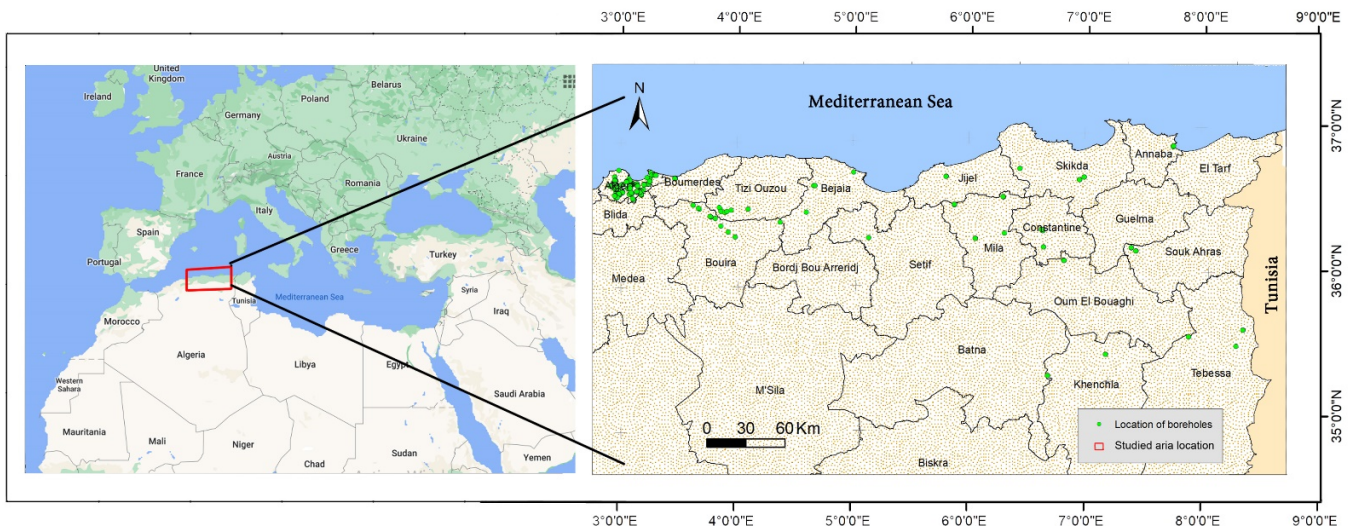 3°0'0"E 4°0'0"E 5°0'0"E 6°0'0"E 7°0'0"E 8°0'0"E 9°0'0"E
United
Kingdom
Ireland
Belarus
Poland
Germany
Ukraine
Austria
France
Romania
Italy
Spain
Portugal
Greece
Turkey
Syria
Tunisia
Mediterranean Sea
Iraq
Morocco
Algeria
Libya
Egypt
Western
Sahara
Saudi Arabia
Mauritania
Mali
Niger
Chad
Sudan
Yemen
N
Mediterranean Sea
37°0'0"N
Annaba
Skikda
El Tarf
Jijel
Boumerdes
Tizi Ouzou
Bejaia
Blida
Guelma
Constantine
Mila
Souk Ahras
Bouira
Bordj Bou Arreridj
Setif
Medea
36°0'0"N
Tunisia
Oum El Bouaghi
Batna
Tebessa
Khenchla
M'Sila
35°0'0"N
0 30 60 Km
Location of boreholes
Studied aria location
Biskra
3°0'0"E 4°0'0"E 5°0'0"E 6°0'0"E 7°0'0"E 8°0'0"E 9°0'0"E